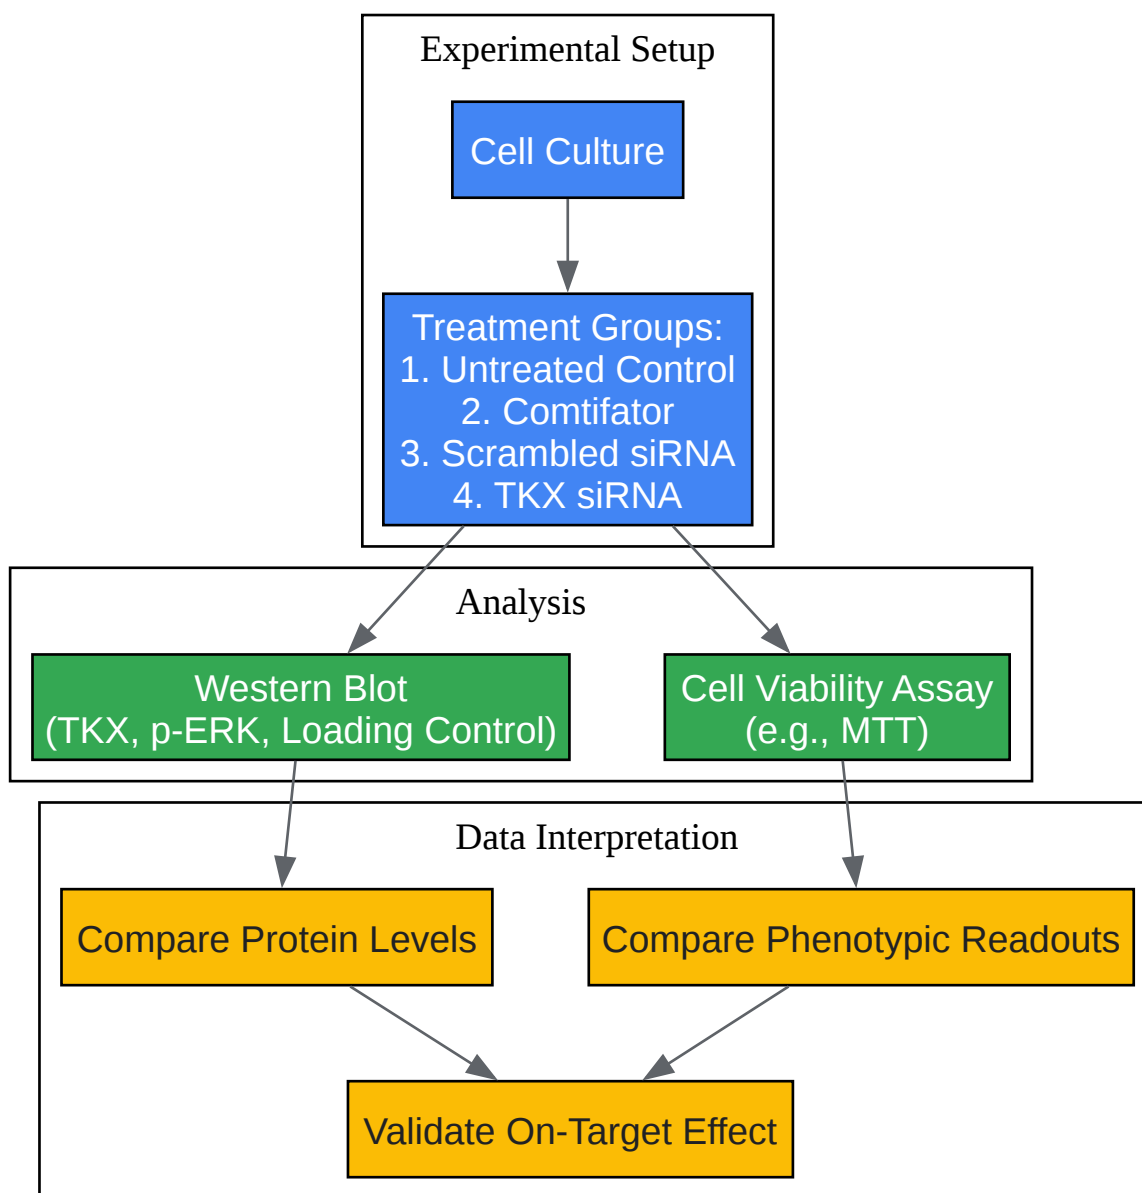 Experimental Setup
Cell Culture
Treatment Groups:
1. Untreated Control
2. Comtifator
3. Scrambled siRNA
4. TKX siRNA
Analysis
Western Blot
(TKX, p-ERK, Loading Control)
Cell Viability Assay
(e.g., MTT)
Data Interpretation
Compare Protein Levels
Compare Phenotypic Readouts
Validate On-Target Effect